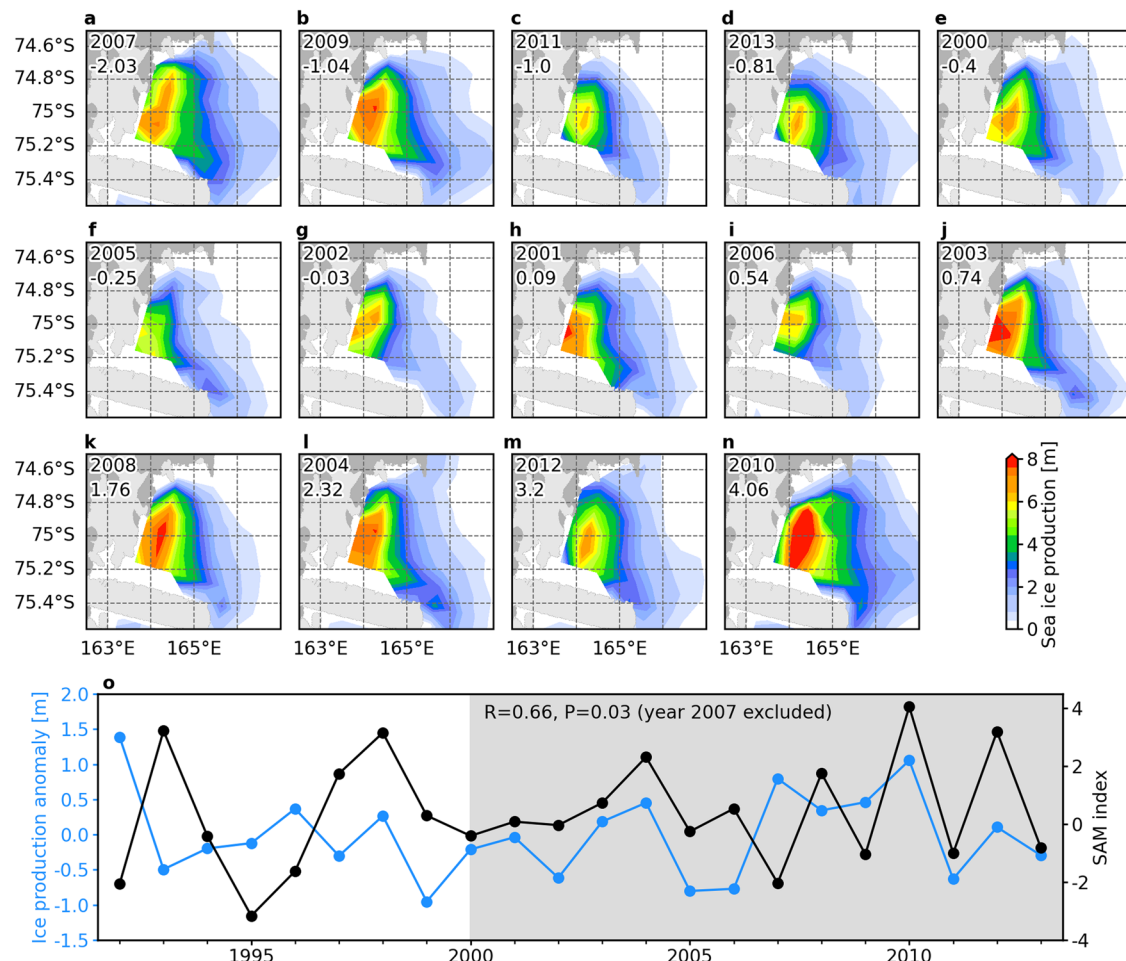 a b c d e
74.6°S 2007 2009 2011 2013 2000
-2.03 -1.04 -1.0 -0.81 -0.4
74.8°S
75°S
75.2°S
75.4°S
f g h i j
74.6°S 2005 2002 2001 2006 2003
-0.25 -0.03 0.09 0.54 0.74
74.8°S
75°S
75.2°S
75.4°S
k l m n
74.6°S 2008 2004 2012 2010
1.76 2.32 3.2 4.06
74.8°S
75°S
75.2°S
75.4°S
163°E 165°E 163°E 165°E 163°E 165°E 163°E 165°E
8
6
4
2
0
Sea ice production [m]
o
R=0.66, P=0.03 (year 2007 excluded)
Ice production anomaly [m]
2.0
1.5
1.0
0.5
0.0
-0.5
-1.0
-1.5
4
2
0
-2
-4
SAM index
1995 2000 2005 2010